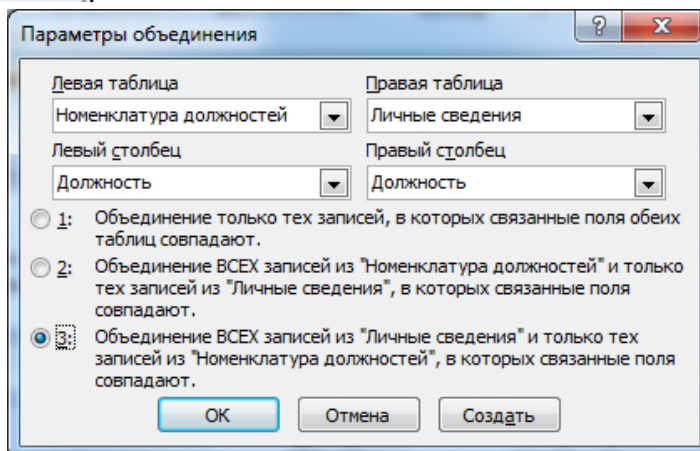 Параметры объединения
Левая таблица Правая таблица
Номенклатура должностей Личные сведения
Левый столбец Правый столбец
Должность Должность
1: Объединение только тех записей, в которых связанные поля обеих
таблиц совпадают.
2: Объединение ВСЕХ записей из "Номенклатура должностей" и только
тех записей из "Личные сведения", в которых связанные поля
совпадают.
3: Объединение ВСЕХ записей из "Личные сведения" и только тех
записей из "Номенклатура должностей", в которых связанные поля
совпадают.
ОК Отмена Создать